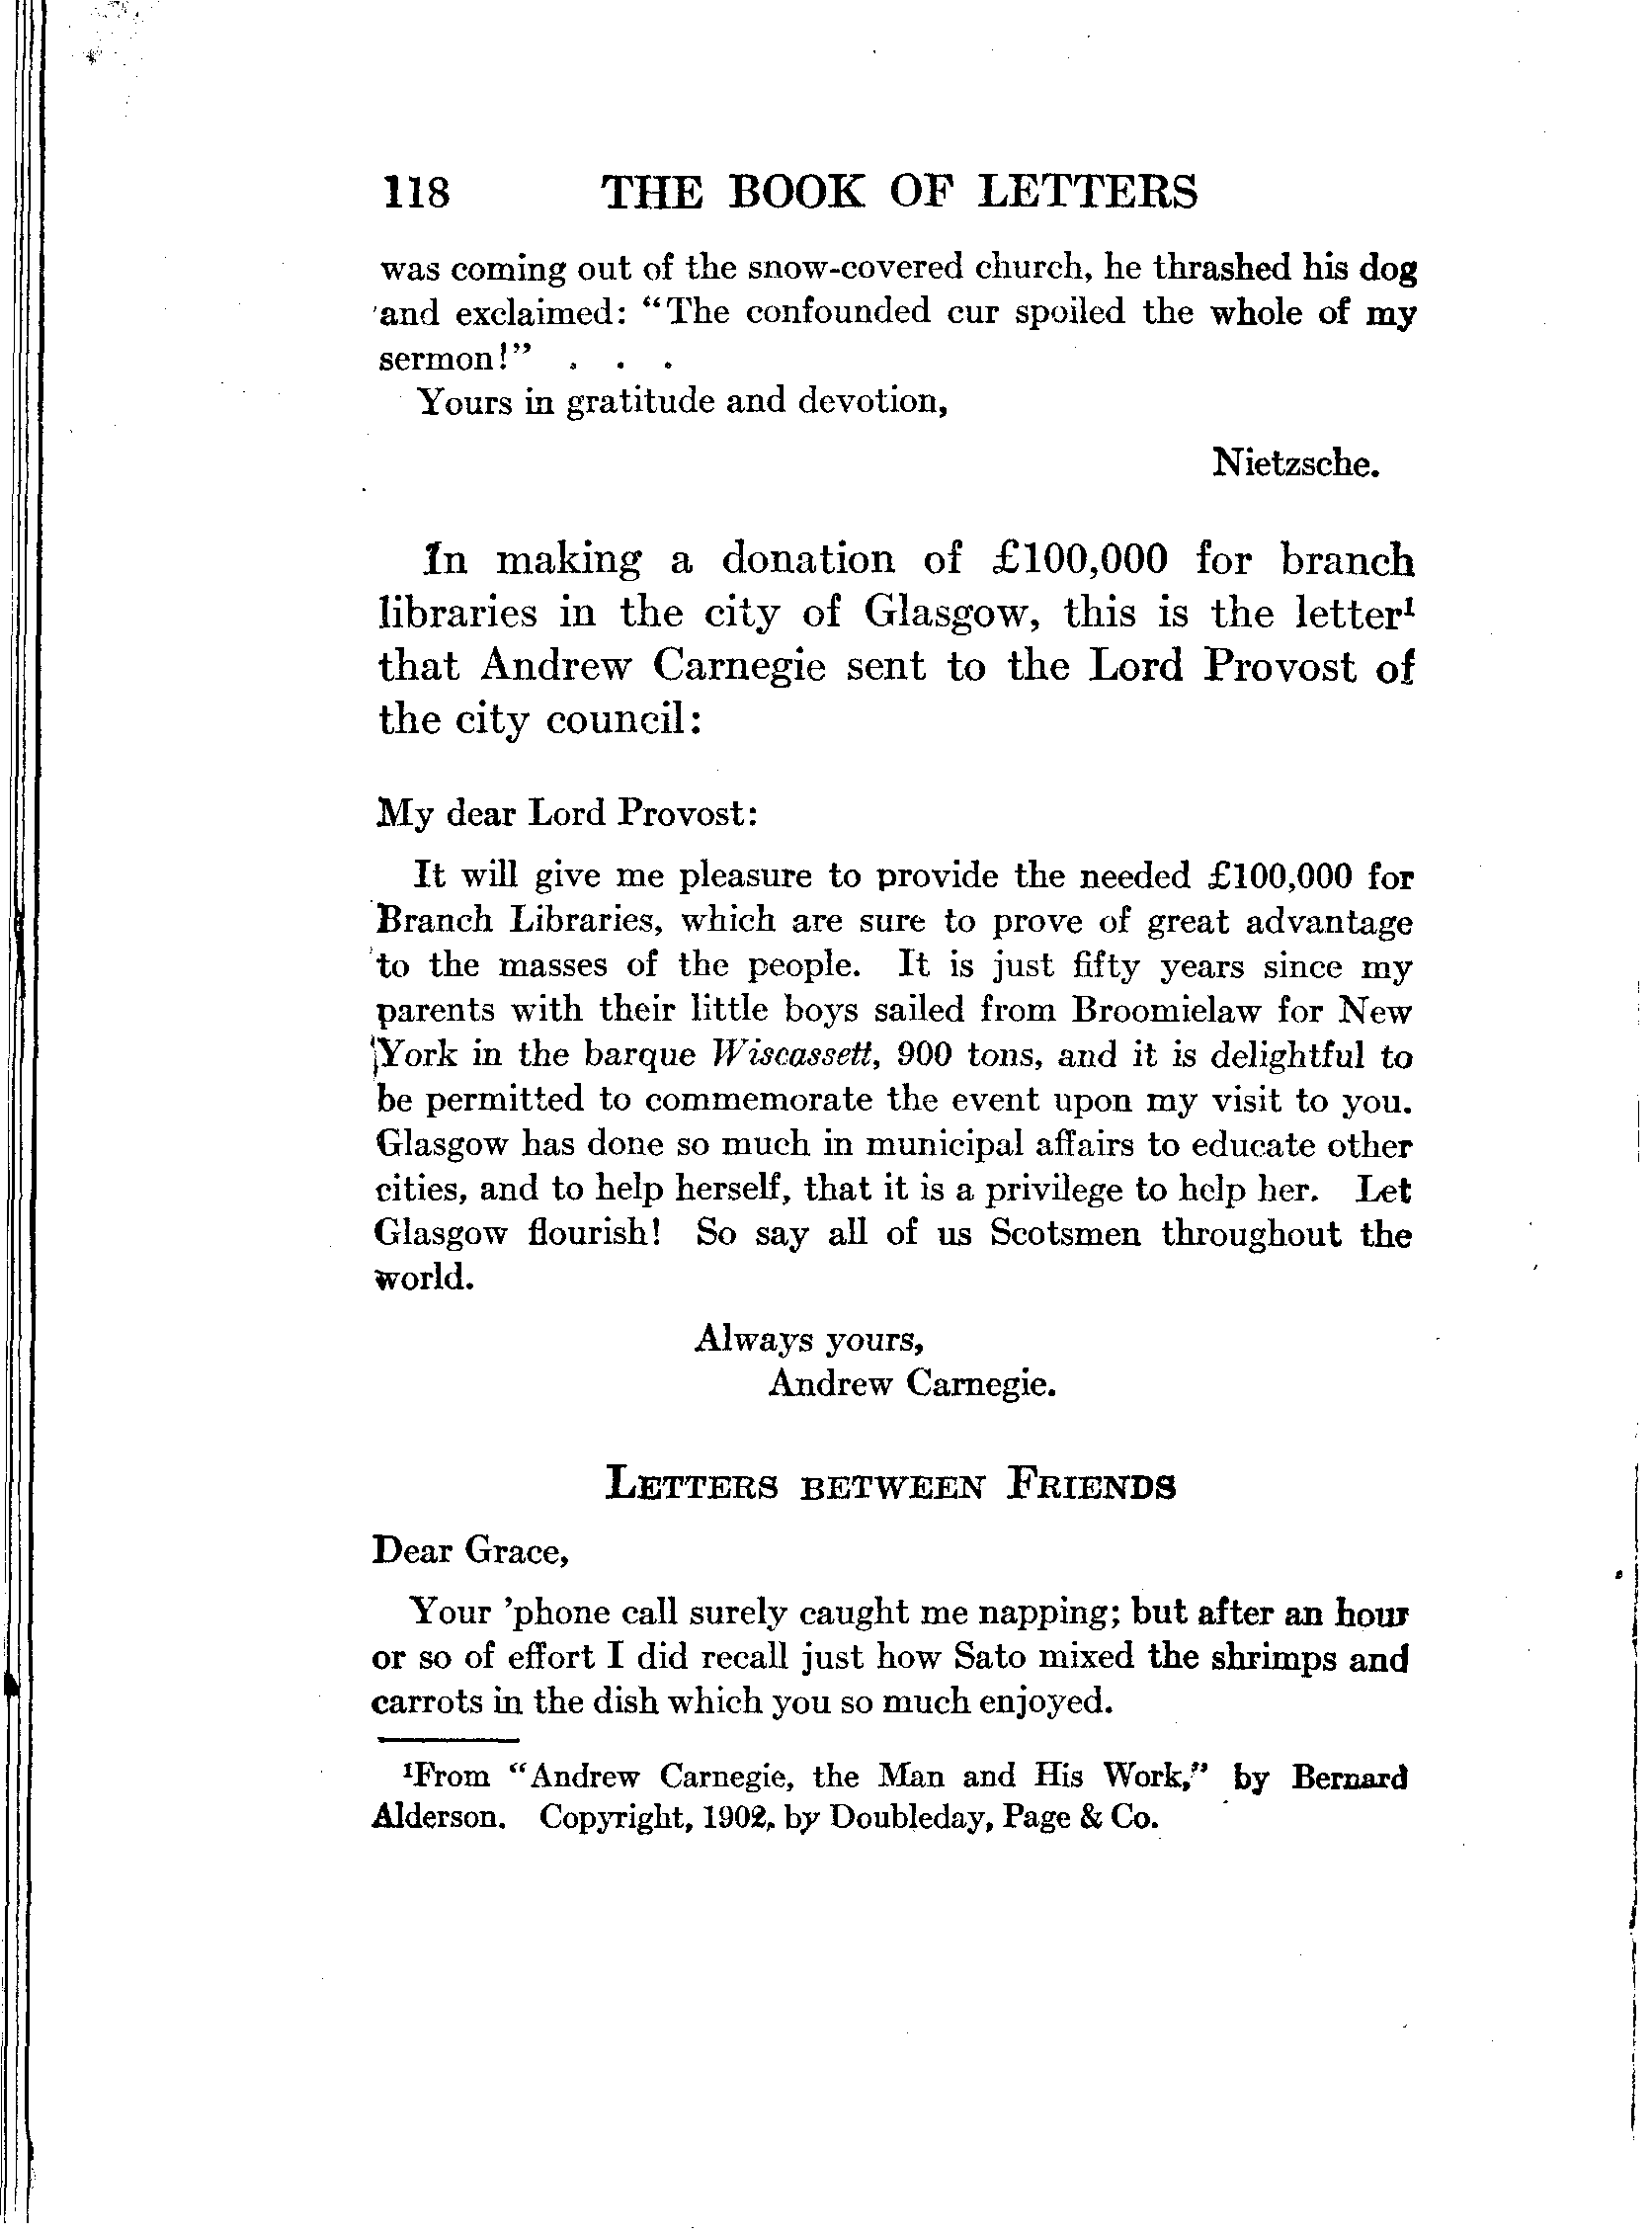 118 THE BOOK OF LETTERS
was coming out of the snow-covered church, he thrashed his dog
and exclaimed: “The confounded cur spoiled the whole of my
sermon!” . . .
Yours in gratitude and devotion,
Nietzsche.
In making a donation of £100,000 for branch
libraries in the city of Glasgow, this is the letter¹
that Andrew Carnegie sent to the Lord Provost of
the city council:
My dear Lord Provost:
It will give me pleasure to provide the needed £100,000 for
Branch Libraries, which are sure to prove of great advantage
to the masses of the people. It is just fifty years since my
parents with their little boys sailed from Broomielaw for New
York in the barque Wiscassett, 900 tons, and it is delightful to
be permitted to commemorate the event upon my visit to you.
Glasgow has done so much in municipal affairs to educate other
cities, and to help herself, that it is a privilege to help her. Let
Glasgow flourish! So say all of us Scotsmen throughout the
world.
Always yours,
Andrew Carnegie.
LETTERS BETWEEN FRIENDS
Dear Grace,
Your ’phone call surely caught me napping; but after an hour
or so of effort I did recall just how Sato mixed the shrimps and
carrots in the dish which you so much enjoyed.
¹From “Andrew Carnegie, the Man and His Work,” by Bernard
Alderson. Copyright, 1902, by Doubleday, Page & Co.